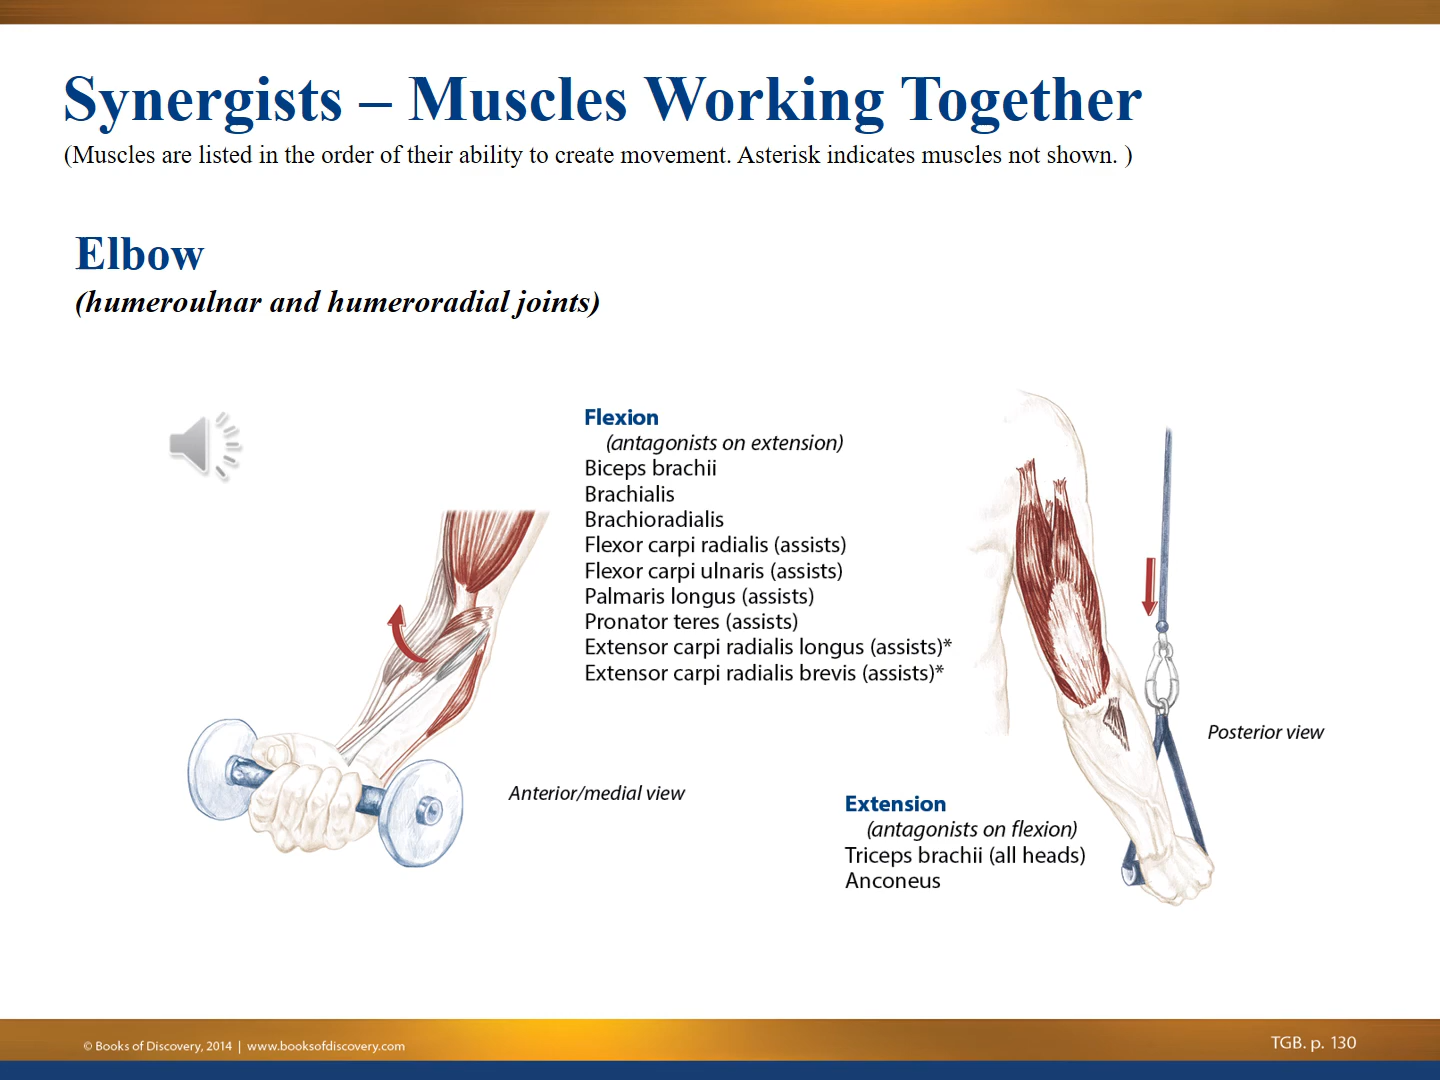 Synergists – Muscles Working Together
(Muscles are listed in the order of their ability to create movement. Asterisk indicates muscles not shown. )
Elbow
(humeroulnar and humeroradial joints)
Flexion
(antagonists on extension)
Biceps brachii
Brachialis
Brachioradialis
Flexor carpi radialis (assists)
Flexor carpi ulnaris (assists)
Palmaris longus (assists)
Pronator teres (assists)
Extensor carpi radialis longus (assists)*
Extensor carpi radialis brevis (assists)*
Anterior/medial view
Posterior view
Extension
(antagonists on flexion)
Triceps brachii (all heads)
Anconeus
© Books of Discovery, 2014 | www.booksofdiscovery.com
TGB. p. 130